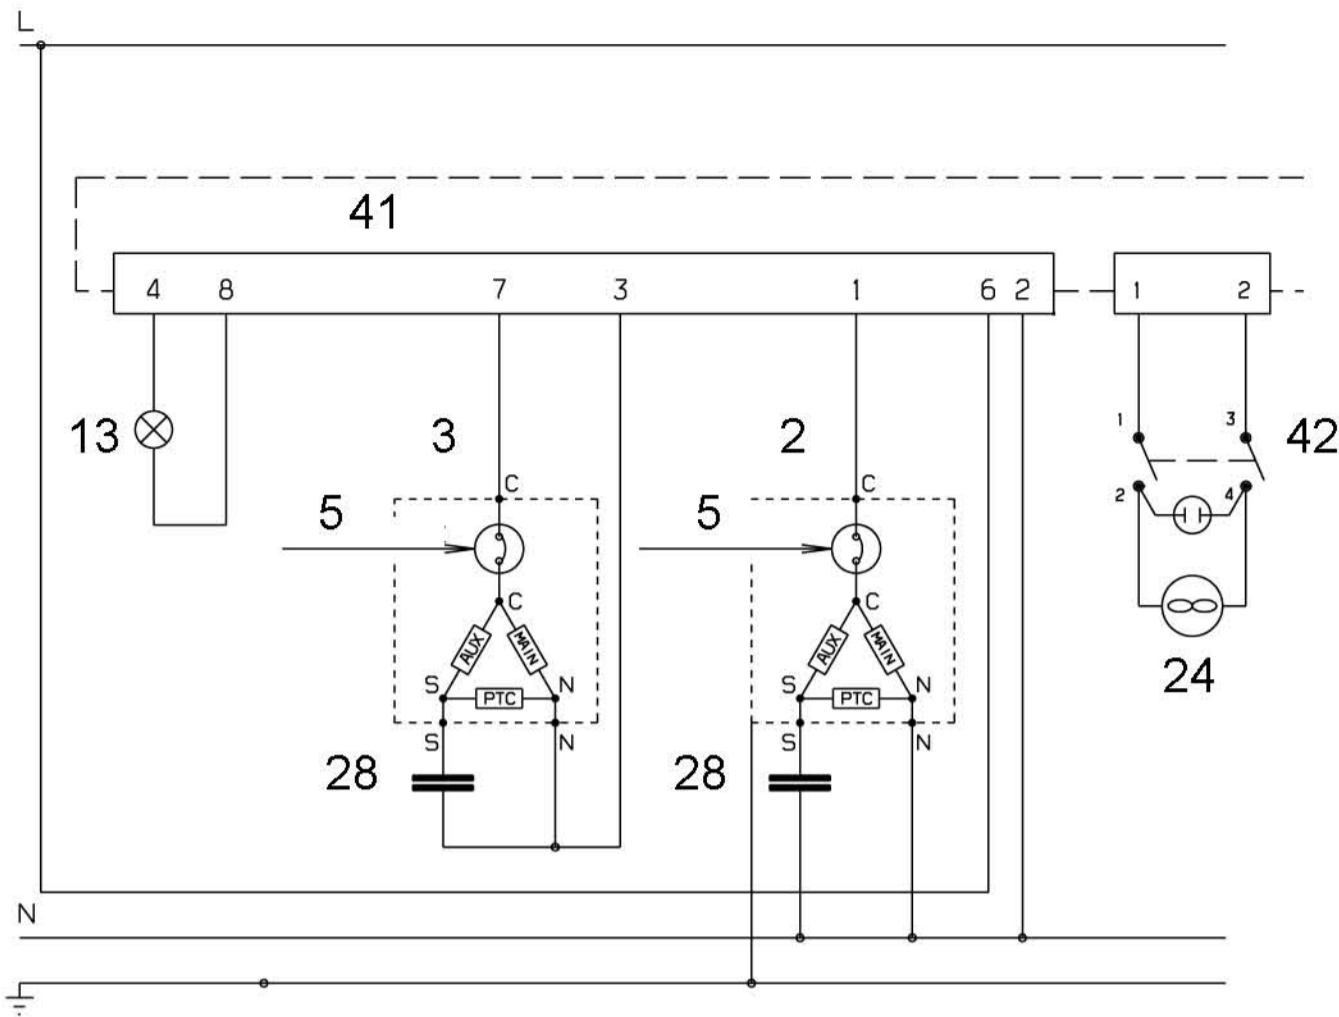 L
41
4 8 7 3 1 6 2 1 2
13 3 2 1 3 42
C C
5 5 2 4
C C
AUX MAIN AUX MAIN
24
S N S N
PTC PTC
S N S N
28 28
N